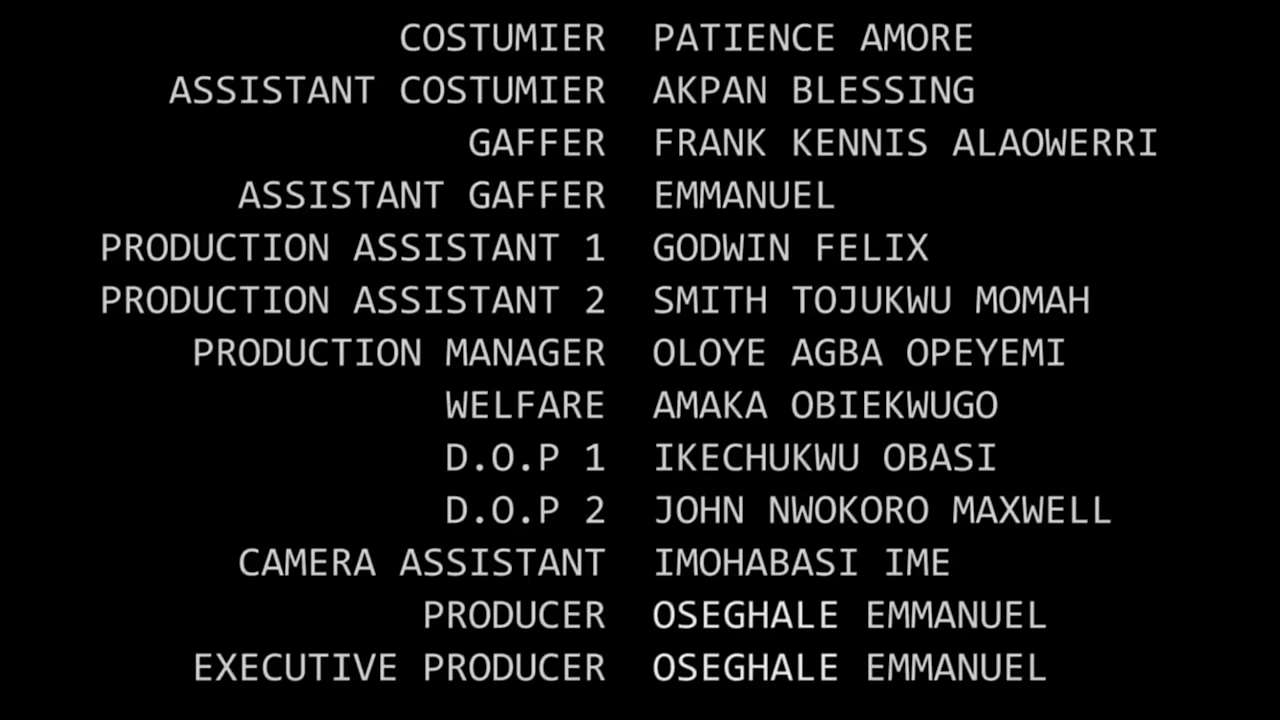 COSTUMIER PATIENCE AMORE
ASSISTANT COSTUMIER AKPAN BLESSING
GAFFER FRANK KENNIS ALAOWERRI
ASSISTANT GAFFER EMMANUEL
PRODUCTION ASSISTANT 1 GODWIN FELIX
PRODUCTION ASSISTANT 2 SMITH TOJUKWU MOMAH
PRODUCTION MANAGER OLOYE AGBA OPEYEMI
WELFARE AMAKA OBIEKWUGO
D.O.P 1 IKECHUKWU OBASI
D.O.P 2 JOHN NWOKORO MAXWELL
CAMERA ASSISTANT IMOHABASI IME
PRODUCER OSEGHALE EMMANUEL
EXECUTIVE PRODUCER OSEGHALE EMMANUEL